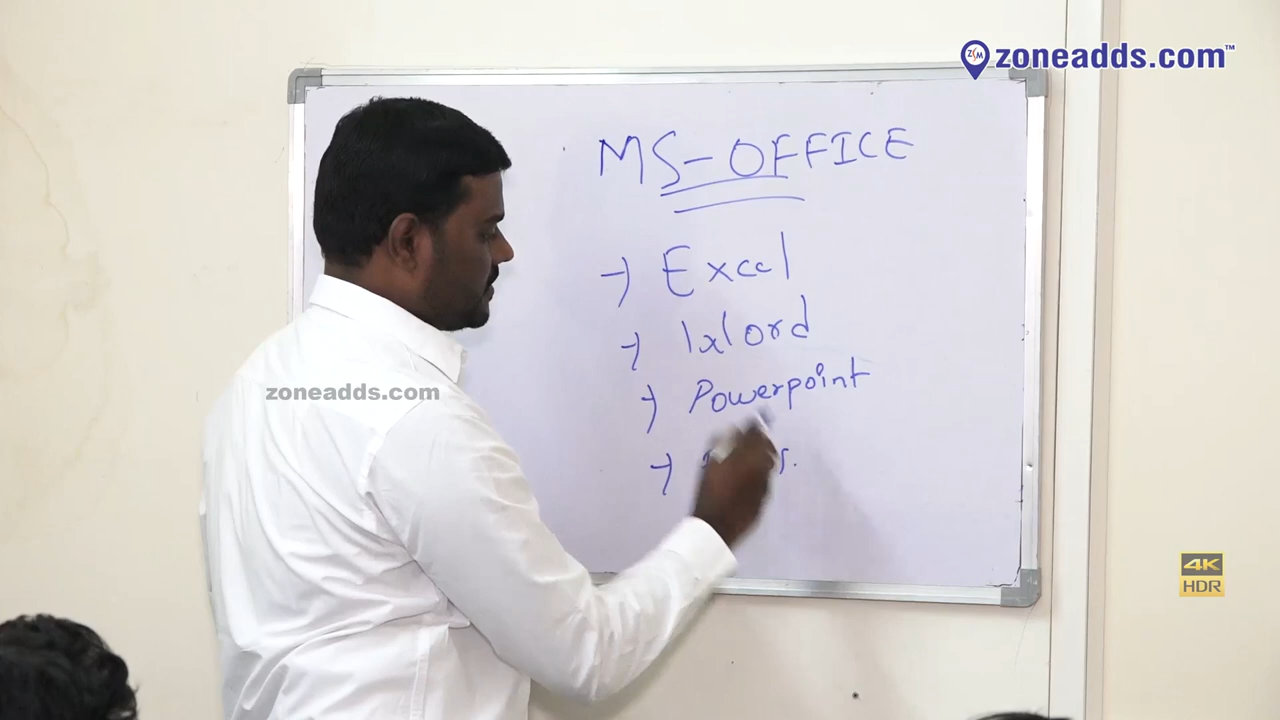 zoneadds.com™
MS-OFFICE
→ Excel
→ Word
→ Powerpoint
→
zoneadds.com
4K
HDR